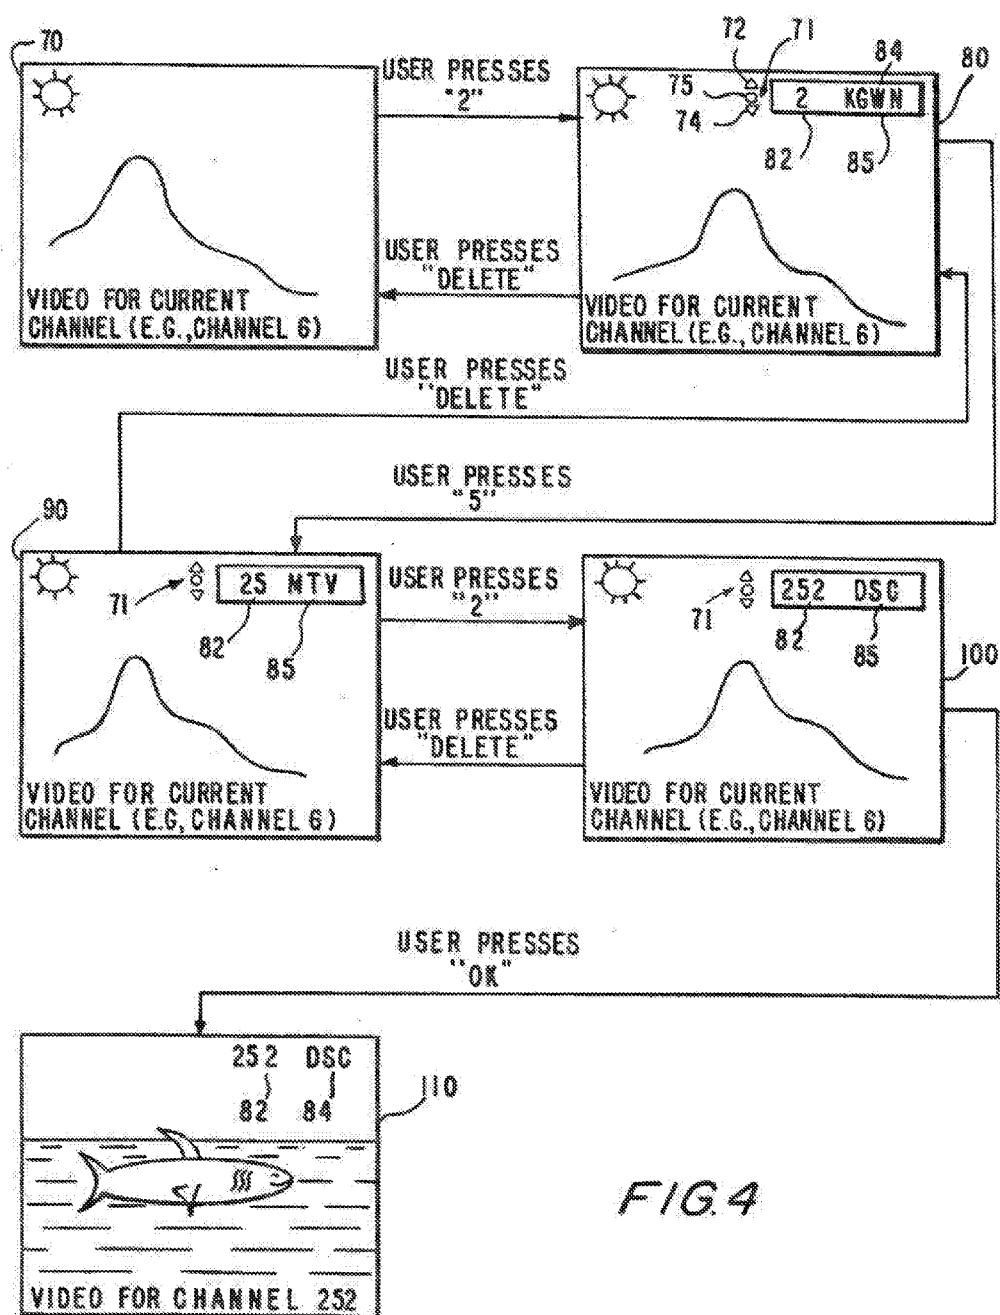 70
USER PRESSES
"2"
72
71
84
80
75
74
2 KGWN
82
85
USER PRESSES
"DELETE"
VIDEO FOR CURRENT
CHANNEL (E.G., CHANNEL 6)
VIDEO FOR CURRENT
CHANNEL (E.G., CHANNEL 6)
USER PRESSES
"DELETE"
USER PRESSES
"5"
90
71
25 MTV
82
85
USER PRESSES
"2"
71
252 DSC
82
85
100
USER PRESSES
"DELETE"
VIDEO FOR CURRENT
CHANNEL (E.G, CHANNEL 6)
VIDEO FOR CURRENT
CHANNEL (E.G., CHANNEL 6)
USER PRESSES
"OK"
252 DSC
82
84
110
VIDEO FOR CHANNEL 252
FIG. 4